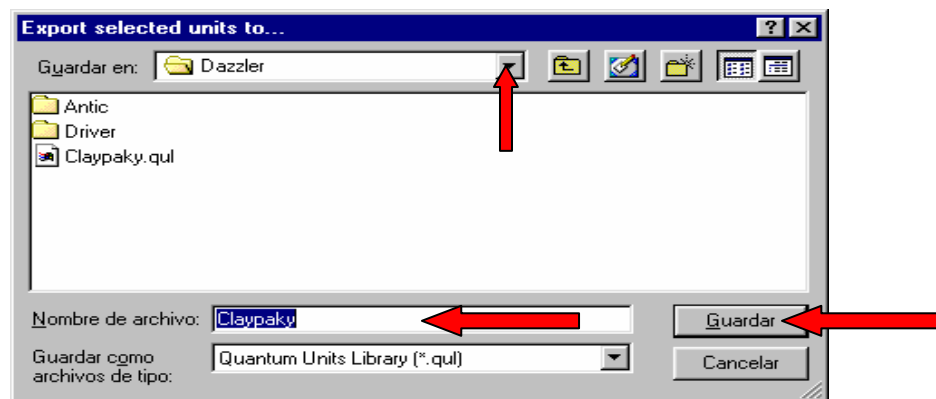 Export selected units to...
Guardar en: Dazzler
Antic
Driver
Claypaky.qul
Nombre de archivo: Claypaky Guardar
Guardar como
archivos de tipo: Quantum Units Library (*.qul) Cancelar